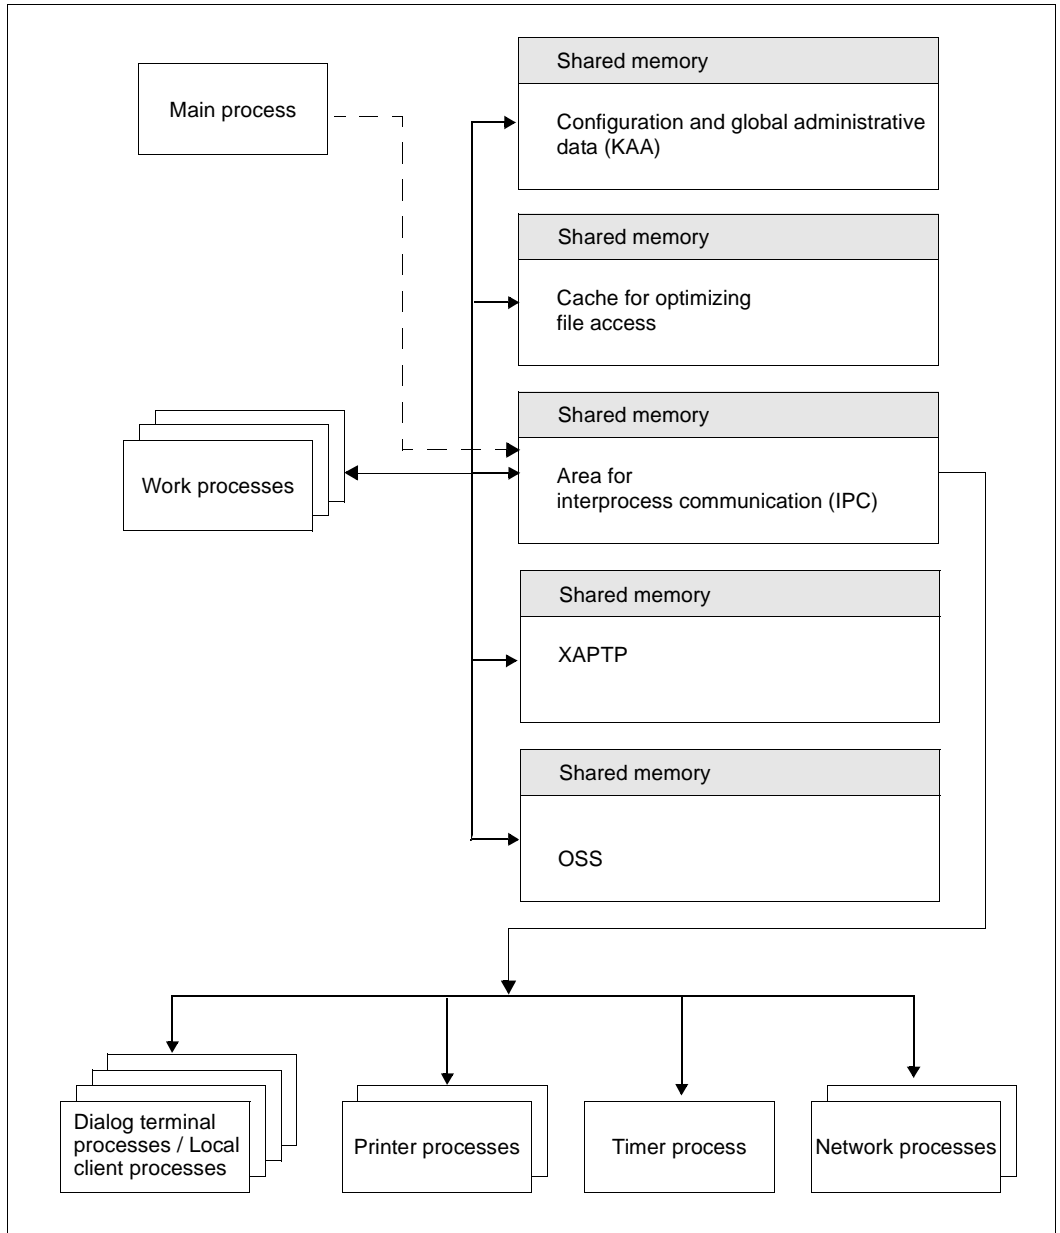 Main process
Shared memory
Configuration and global administrative
data (KAA)
Shared memory
Cache for optimizing
file access
Shared memory
Area for
interprocess communication (IPC)
Work processes
Shared memory
XAPTP
Shared memory
OSS
Dialog terminal
processes / Local
client processes
Printer processes
Timer process
Network processes